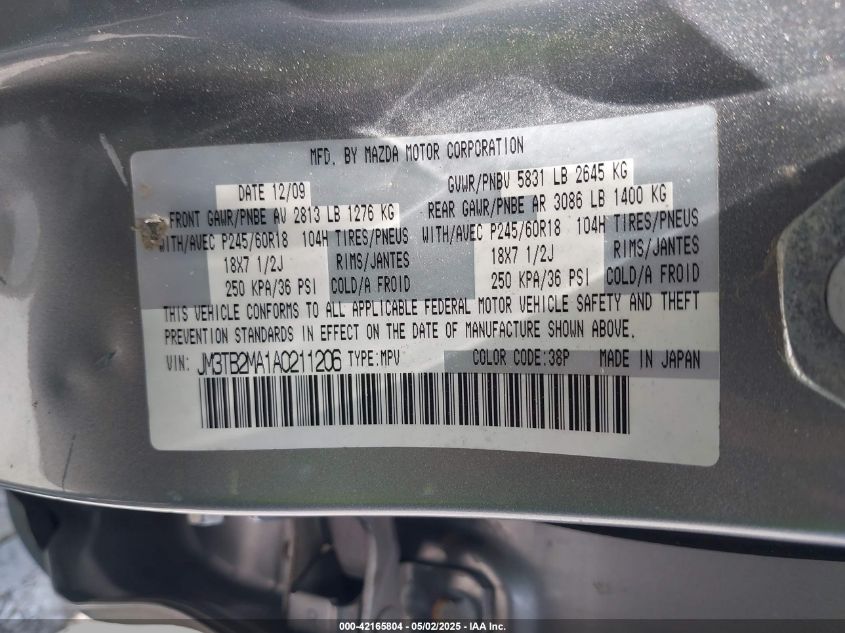 MFD. BY MAZDA MOTOR CORPORATION
DATE 12/09 GVWR/PNBV 5831 LB 2645 KG
FRONT GAWR/PNBE AV 2813 LB 1276 KG REAR GAWR/PNBE AR 3086 LB 1400 KG
WITH/AVEC P245/60R18 104H TIRES/PNEUS WITH/AVEC P245/60R18 104H TIRES/PNEUS
18X7 1/2J RIMS/JANTES 18X7 1/2J RIMS/JANTES
250 KPA/36 PSI COLD/A FROID 250 KPA/36 PSI COLD/A FROID
THIS VEHICLE CONFORMS TO ALL APPLICABLE FEDERAL MOTOR VEHICLE SAFETY AND THEFT
PREVENTION STANDARDS IN EFFECT ON THE DATE OF MANUFACTURE SHOWN ABOVE.
VIN: JM3TB2MA1A0211206 TYPE:MPV COLOR CODE:38P MADE IN JAPAN
000-42165804 - 05/02/2025 - IAA Inc.